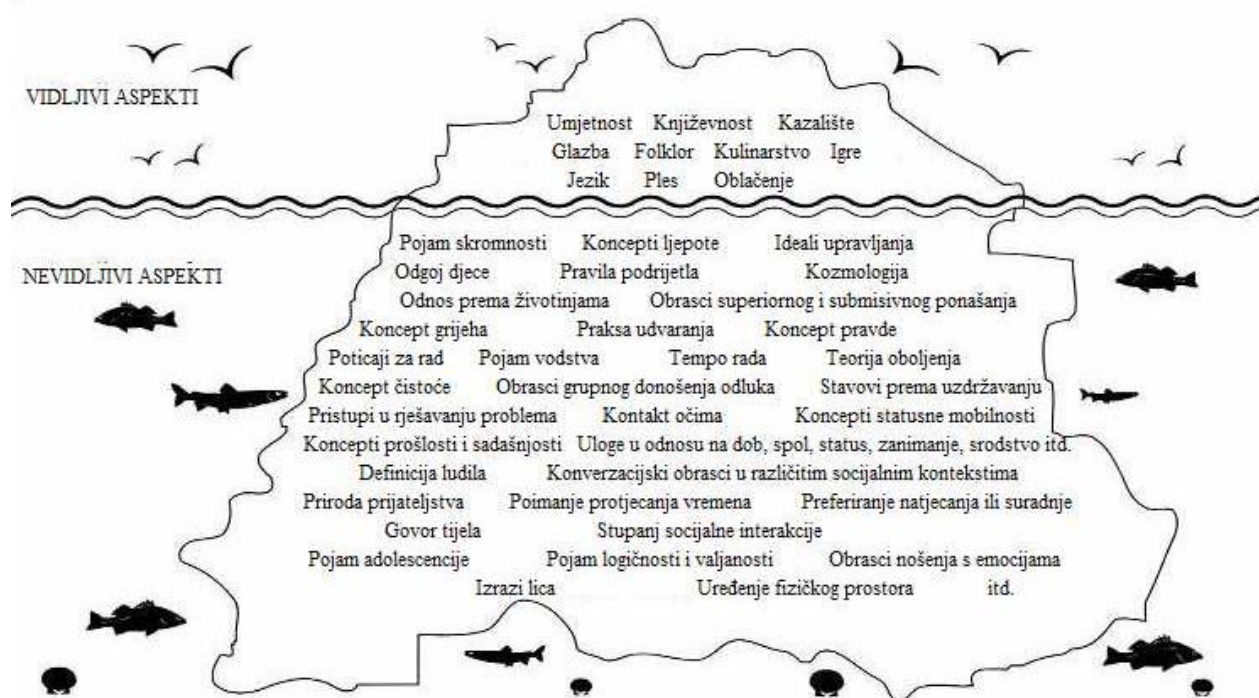 VIDLJIVI ASPEKTI
Umjetnost Književnost Kazalište
Glazba Folklor Kulinarstvo Igre
Jezik Ples Oblačenje
NEVIDLJIVI ASPEKTI
Pojam skromnosti Koncepti ljepote Ideali upravljanja
Odgoj djece Pravila podrijetla Kozmologija
Odnos prema životinjama Obrasci superiornog i submisivnog ponašanja
Koncept grijeha Praksa udvaranja Koncept pravde
Poticaji za rad Pojam vodstva Tempo rada Teorija oboljenja
Koncept čistoće Obrasci grupnog donošenja odluka Stavovi prema uzdržavanju
Pristupi u rješavanju problema Kontakt očima Koncepti statusne mobilnosti
Koncepti prošlosti i sadašnjosti Uloge u odnosu na dob, spol, status, zanimanje, srodstvo itd.
Definicija ludila Konverzacijski obrasci u različitim socijalnim kontekstima
Priroda prijateljstva Poimanje protjecanja vremena Preferiranje natjecanja ili suradnje
Govor tijela Stupanj socijalne interakcije
Pojam adolescencije Pojam logičnosti i valjanosti Obrasci nošenja s emocijama
Izrazi lica Uređenje fizičkog prostora itd.